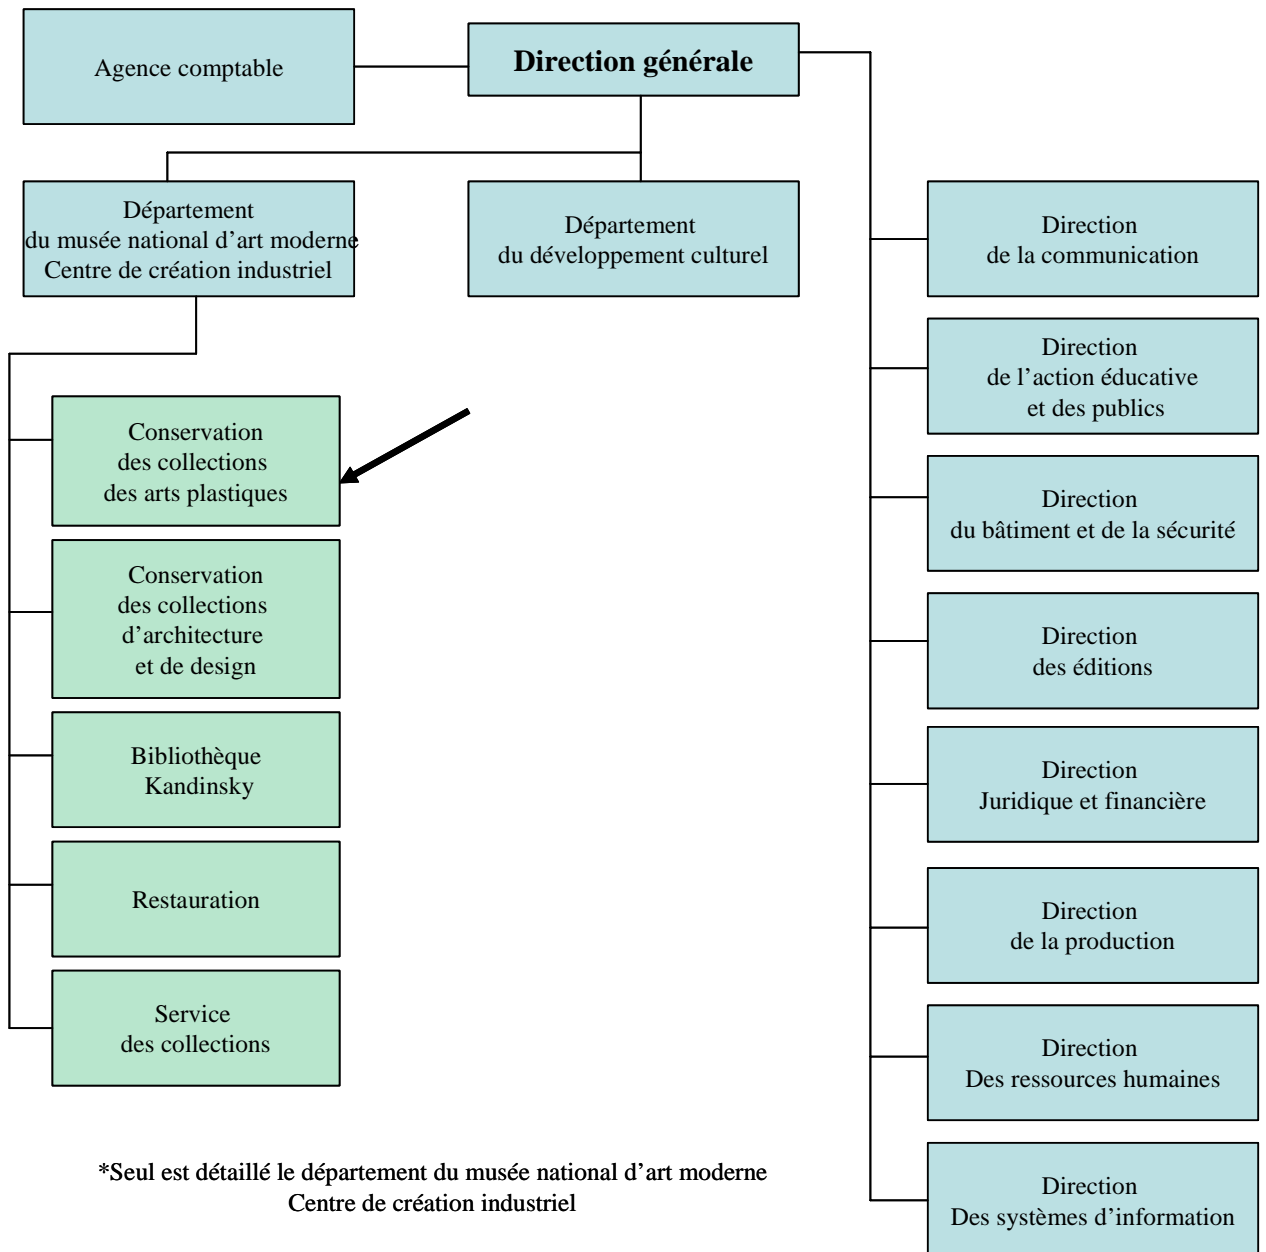 Agence comptable
Direction générale
Département
du musée national d’art moderne
Centre de création industriel
Département
du développement culturel
Conservation
des collections
des arts plastiques
Conservation
des collections
d’architecture
et de design
Bibliothèque
Kandinsky
Restauration
Service
des collections
Direction
de la communication
Direction
de l’action éducative
et des publics
Direction
du bâtiment et de la sécurité
Direction
des éditions
Direction
Juridique et financière
Direction
de la production
Direction
Des ressources humaines
Direction
Des systèmes d’information
*Seul est détaillé le département du musée national d’art moderne
Centre de création industriel